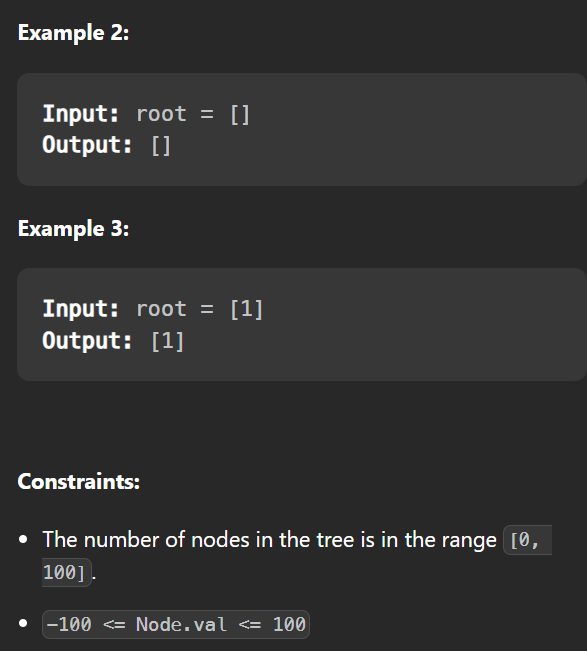 Example 2:
Input: root = []
Output: []
Example 3:
Input: root = [1]
Output: [1]
Constraints:
• The number of nodes in the tree is in the range [0,
100].
• -100 <= Node.val <= 100